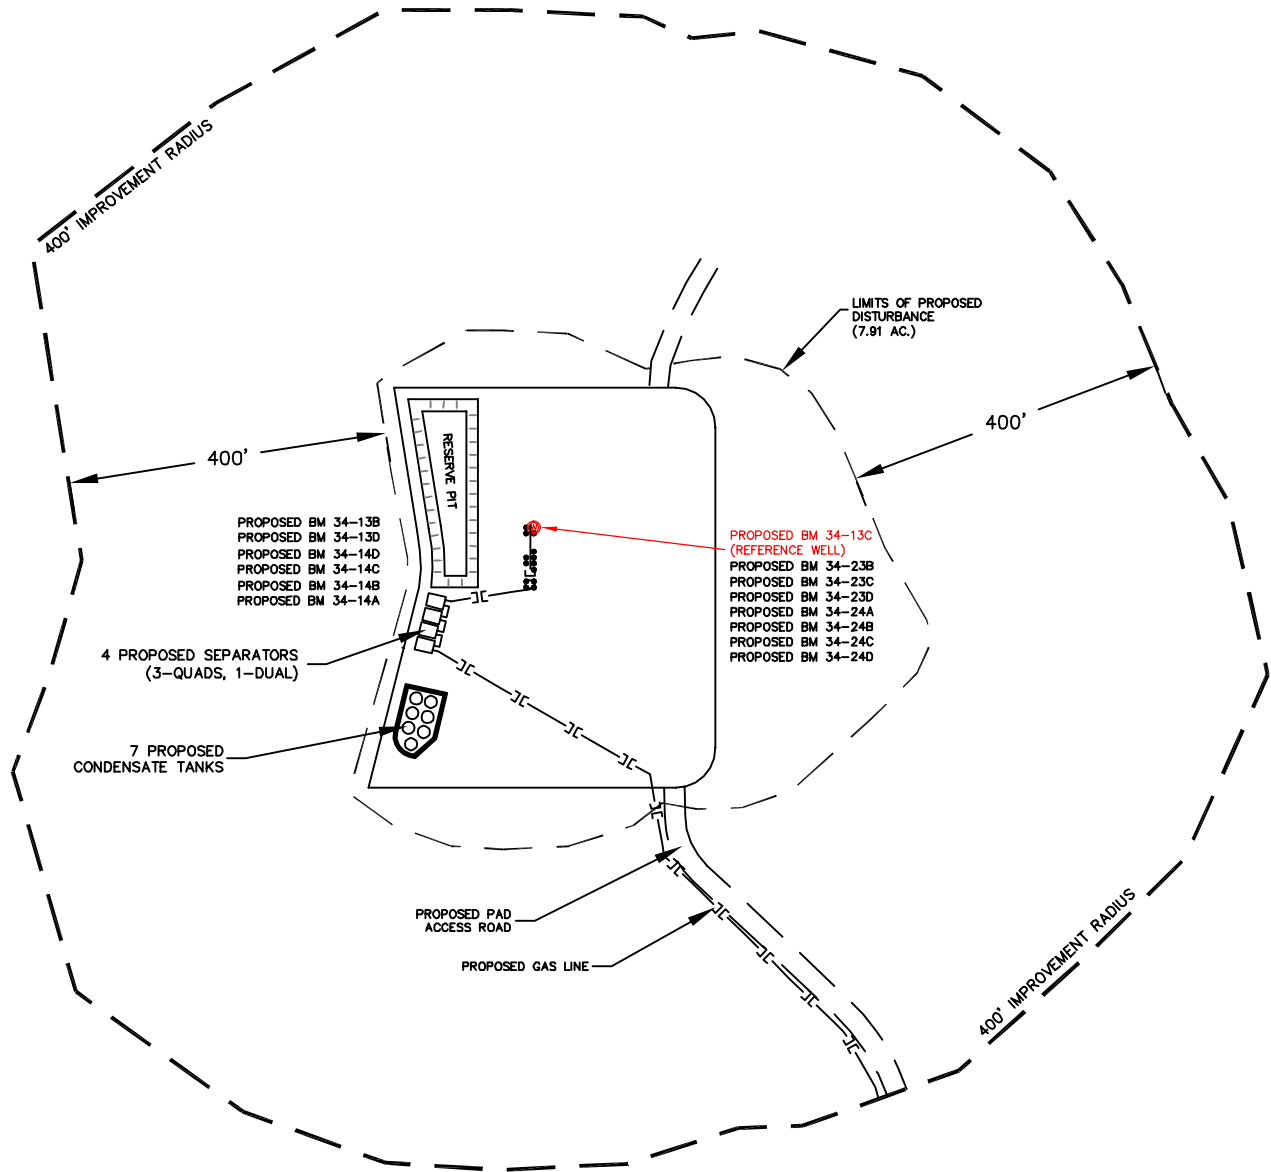 400' IMPROVEMENT RADIUS
LIMITS OF PROPOSED
DISTURBANCE
(7.91 AC.)
400'
400'
RESERVE PIT
PROPOSED BM 34-13B
PROPOSED BM 34-13D
PROPOSED BM 34-14D
PROPOSED BM 34-14C
PROPOSED BM 34-14B
PROPOSED BM 34-14A
PROPOSED BM 34-13C
(REFERENCE WELL)
PROPOSED BM 34-23B
PROPOSED BM 34-23C
PROPOSED BM 34-23D
PROPOSED BM 34-24A
PROPOSED BM 34-24B
PROPOSED BM 34-24C
PROPOSED BM 34-24D
4 PROPOSED SEPARATORS
(3-QUADS, 1-DUAL)
7 PROPOSED
CONDENSATE TANKS
PROPOSED PAD
ACCESS ROAD
PROPOSED GAS LINE
400' IMPROVEMENT RADIUS